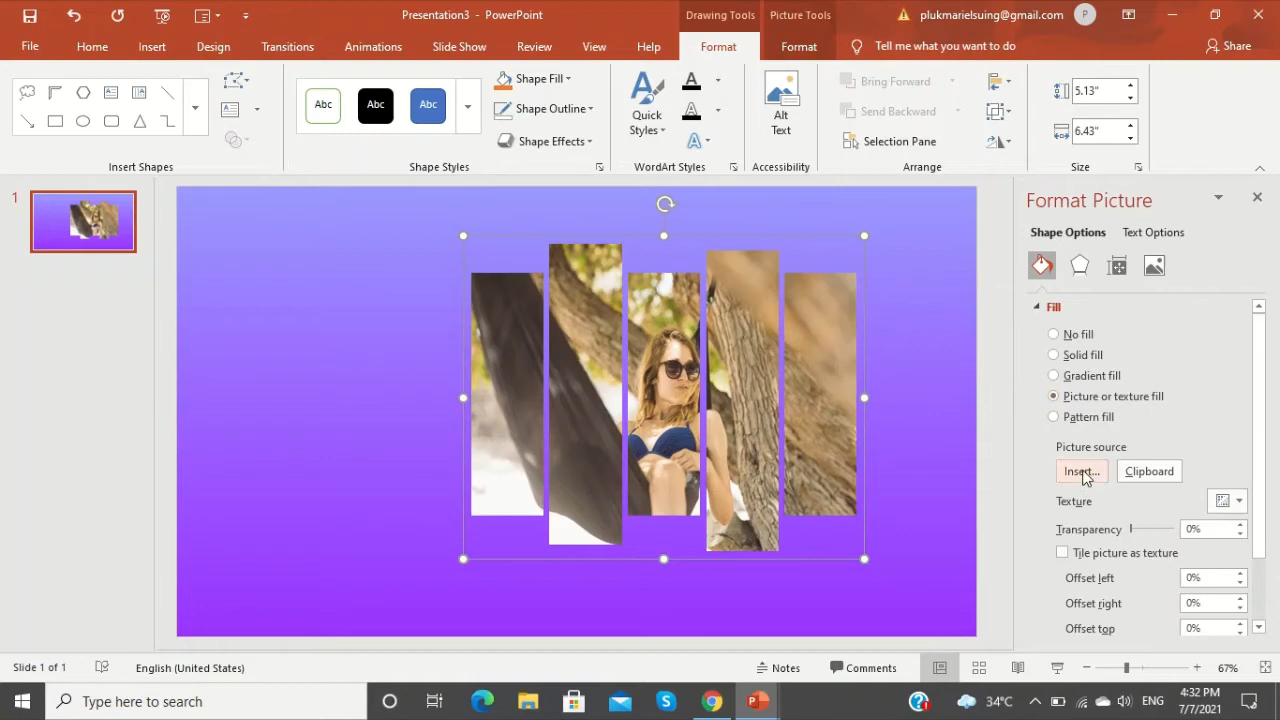 Presentation3 - PowerPoint
Drawing Tools
Picture Tools
plukmarielsuing@gmail.com
P
File
Home
Insert
Design
Transitions
Animations
Slide Show
Review
View
Help
Format
Format
Tell me what you want to do
Share
Abc
Abc
Abc
Shape Fill
Shape Outline
Shape Effects
Quick
Styles
A
A
A
A
Alt
Text
Bring Forward
Send Backward
Selection Pane
5.13"
6.43"
Insert Shapes
Shape Styles
WordArt Styles
Accessibility
Arrange
Size
1
Format Picture
Shape Options
Text Options
Fill
No fill
Solid fill
Gradient fill
Picture or texture fill
Pattern fill
Picture source
Insert...
Clipboard
Texture
Transparency
0%
Tile picture as texture
Offset left
0%
Offset right
0%
Offset top
0%
Slide 1 of 1
English (United States)
Notes
Comments
67%
Type here to search
34°C
ENG
4:32 PM
7/7/2021